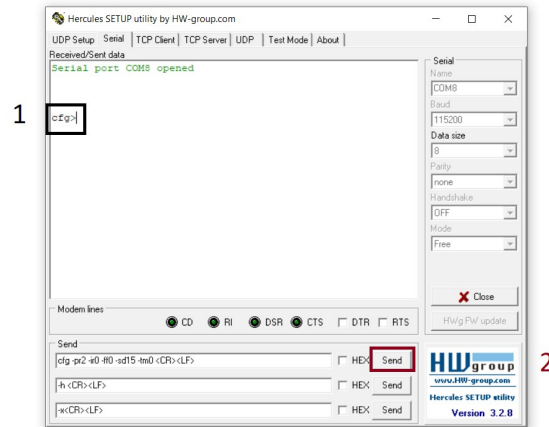 Hercules SETUP utility by HW-group.com
UDP Setup Serial TCP Client TCP Server UDP Test Mode About
Received/Sent data
Serial port COM8 opened
1
cfg>
Serial
Name
COM8
Baud
115200
Data size
8
Parity
none
Handshake
OFF
Mode
Free
Close
HWg FW update
Modem lines
CD RI DSR CTS DTR RTS
Send
cfg -pr2 -ir0 -ff0 -sd15 -tm0 <CR><LF> HEX Send
-h <CR><LF> HEX Send
-x<CR><LF> HEX Send
2
HWgroup
www.HW-group.com
Hercules SETUP utility
Version 3.2.8